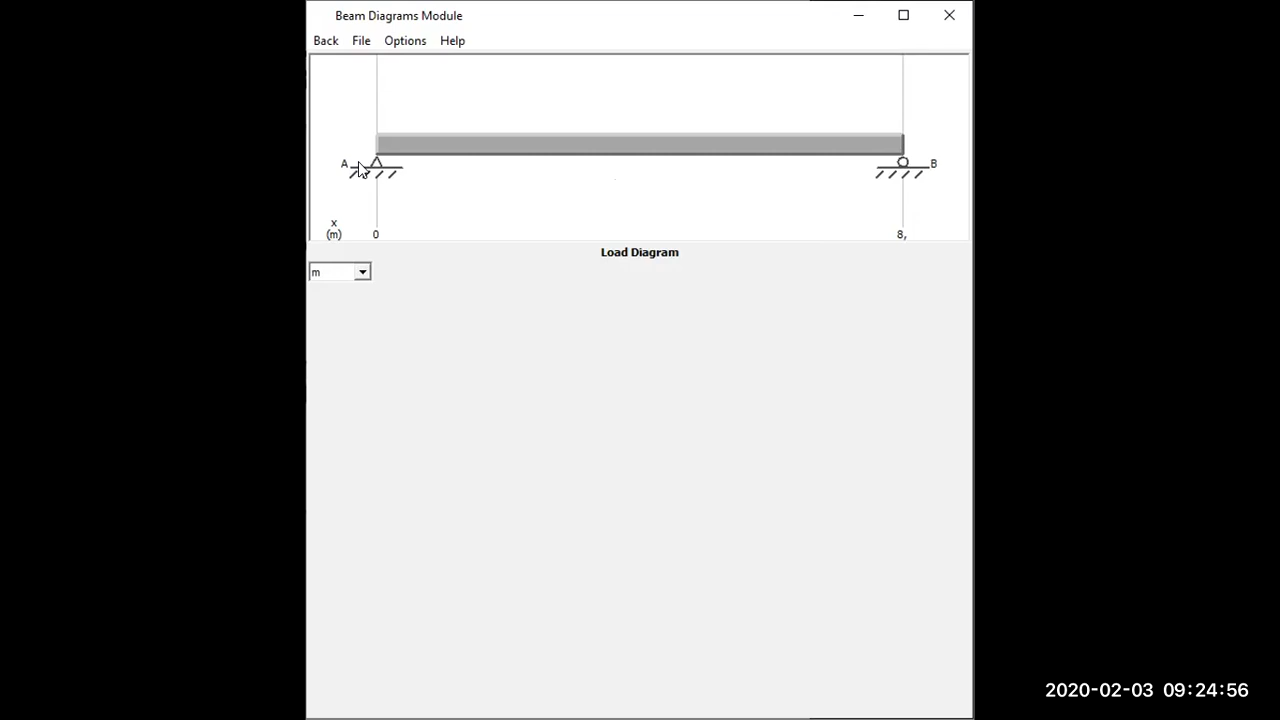 Beam Diagrams Module
Back File Options Help
A
B
x
(m) 0 8,
Load Diagram
m
2020-02-03 09:24:56